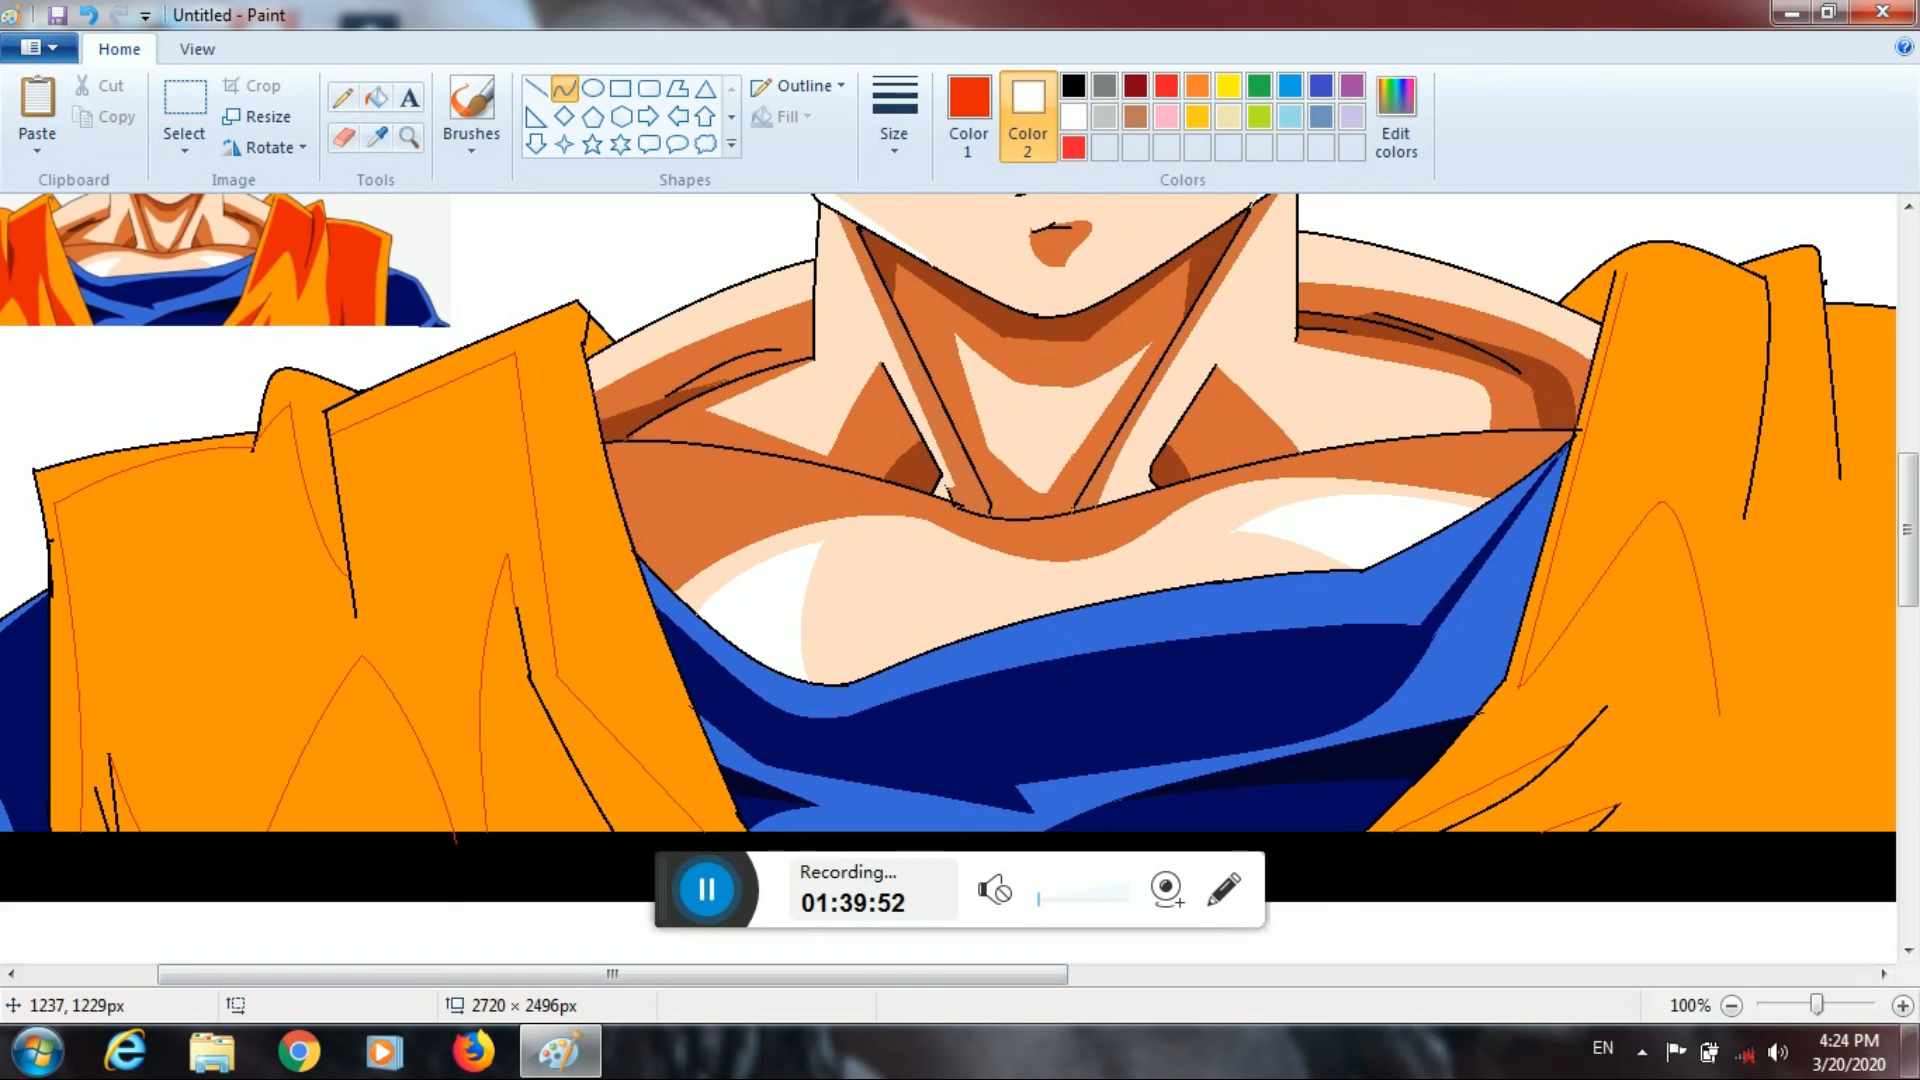 Untitled - Paint
Home View
Paste
Cut
Copy
Clipboard
Select
Crop
Resize
Rotate
Image
A
Tools
Brushes
Shapes
Outline
Fill
Size
Color 1
Color 2
Edit colors
Colors
Recording...
01:39:52
1237, 1229px
2720 × 2496px
100%
EN
4:24 PM
3/20/2020